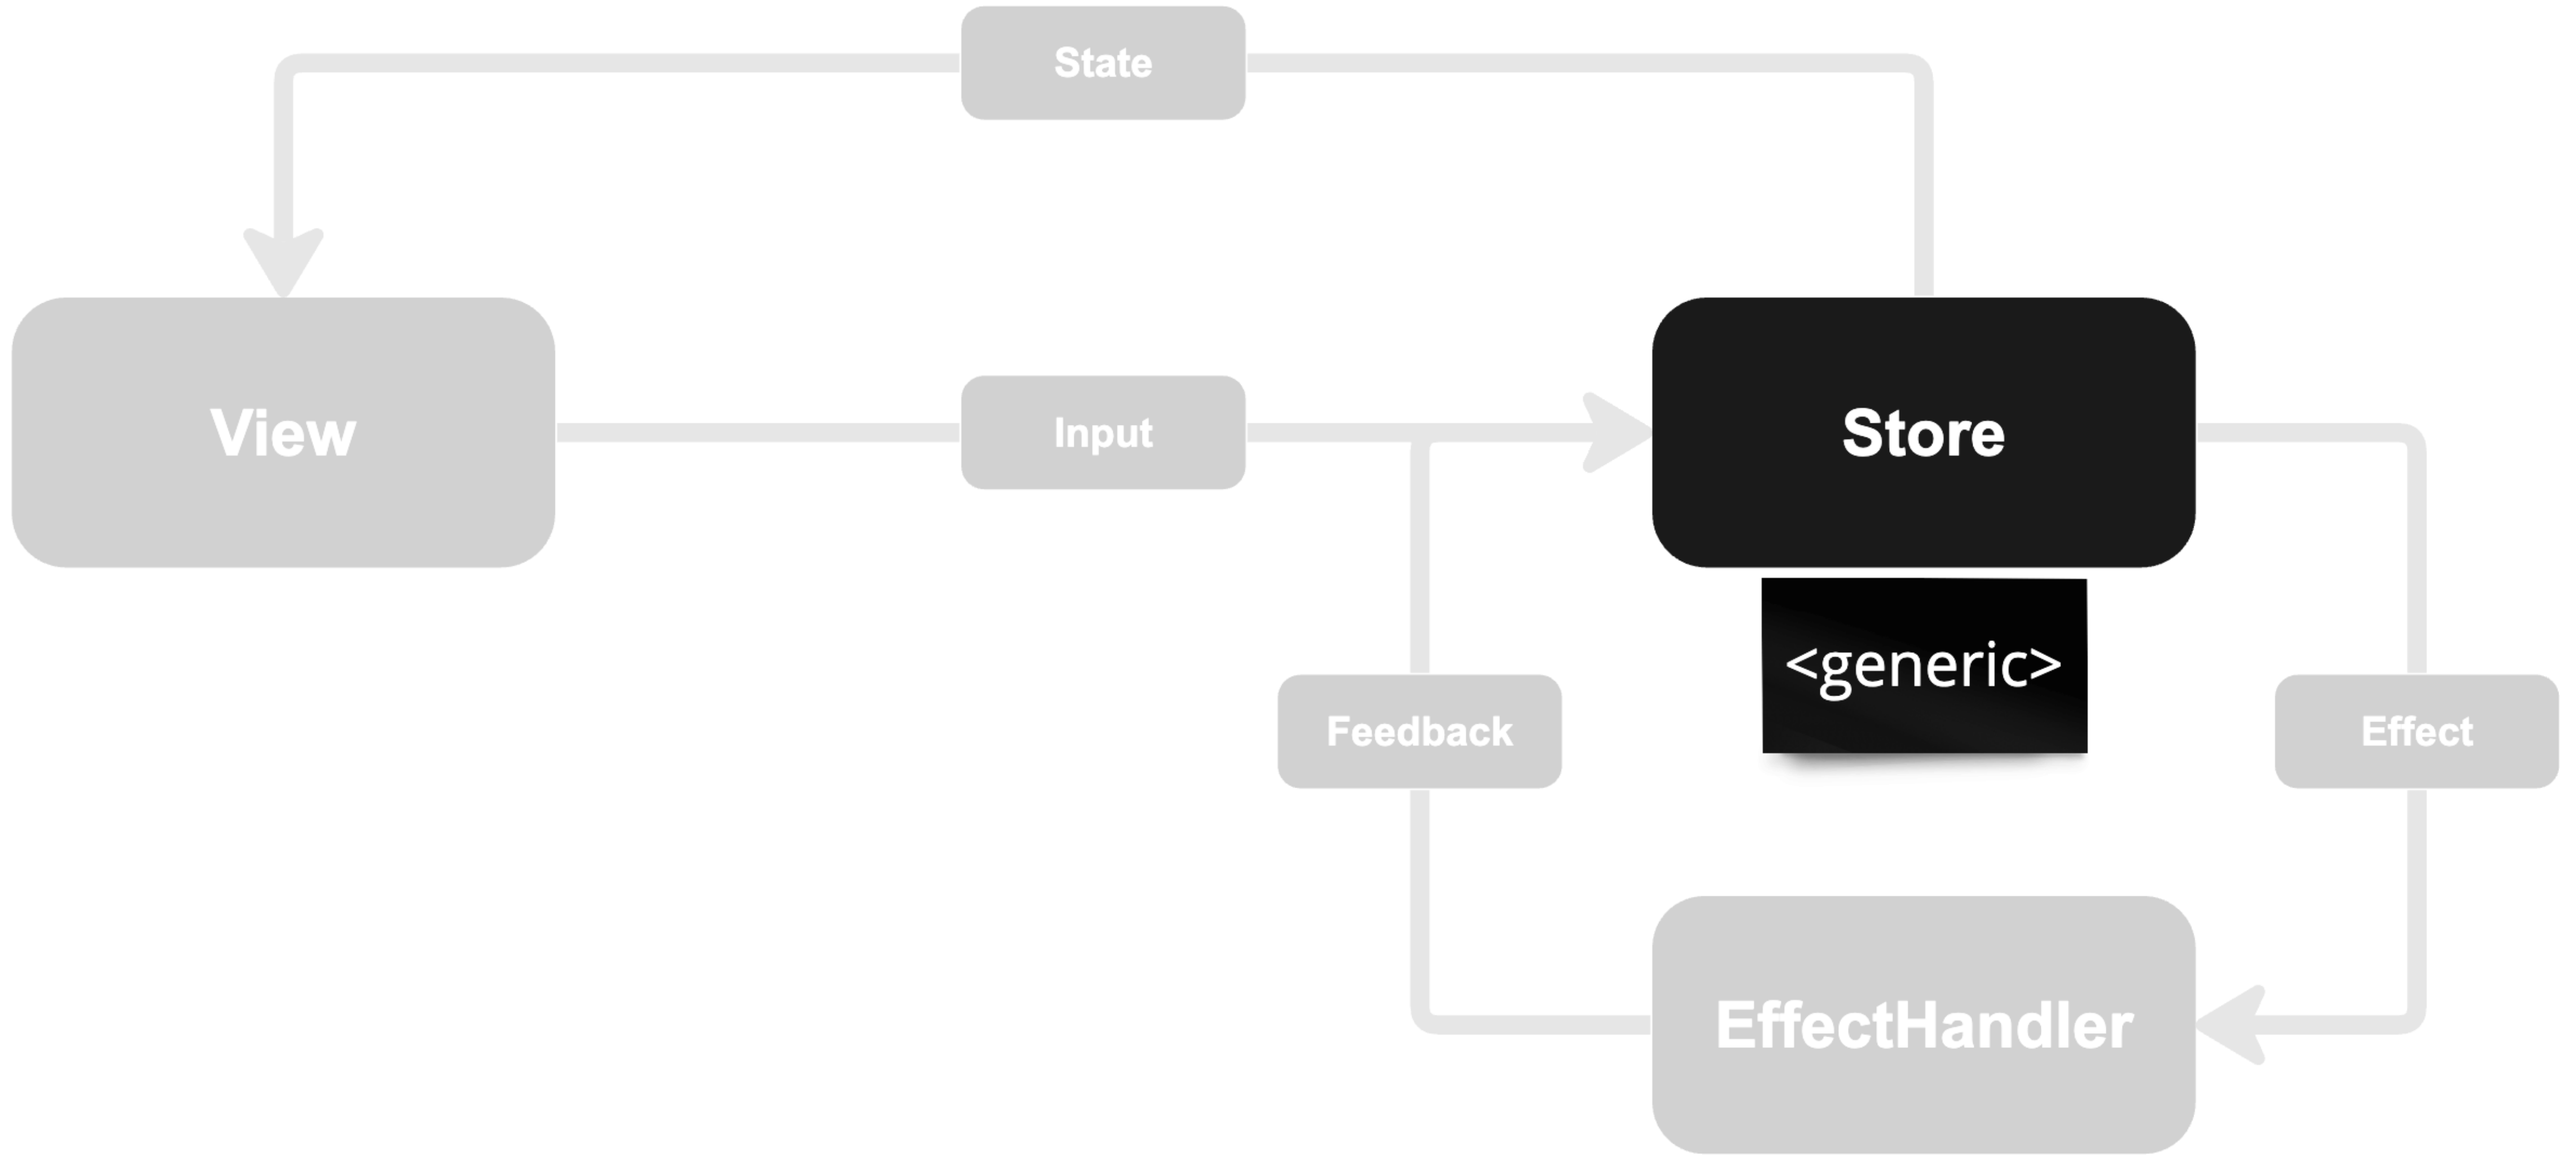 State
View
Input
Store
<generic>
Feedback
Effect
EffectHandler